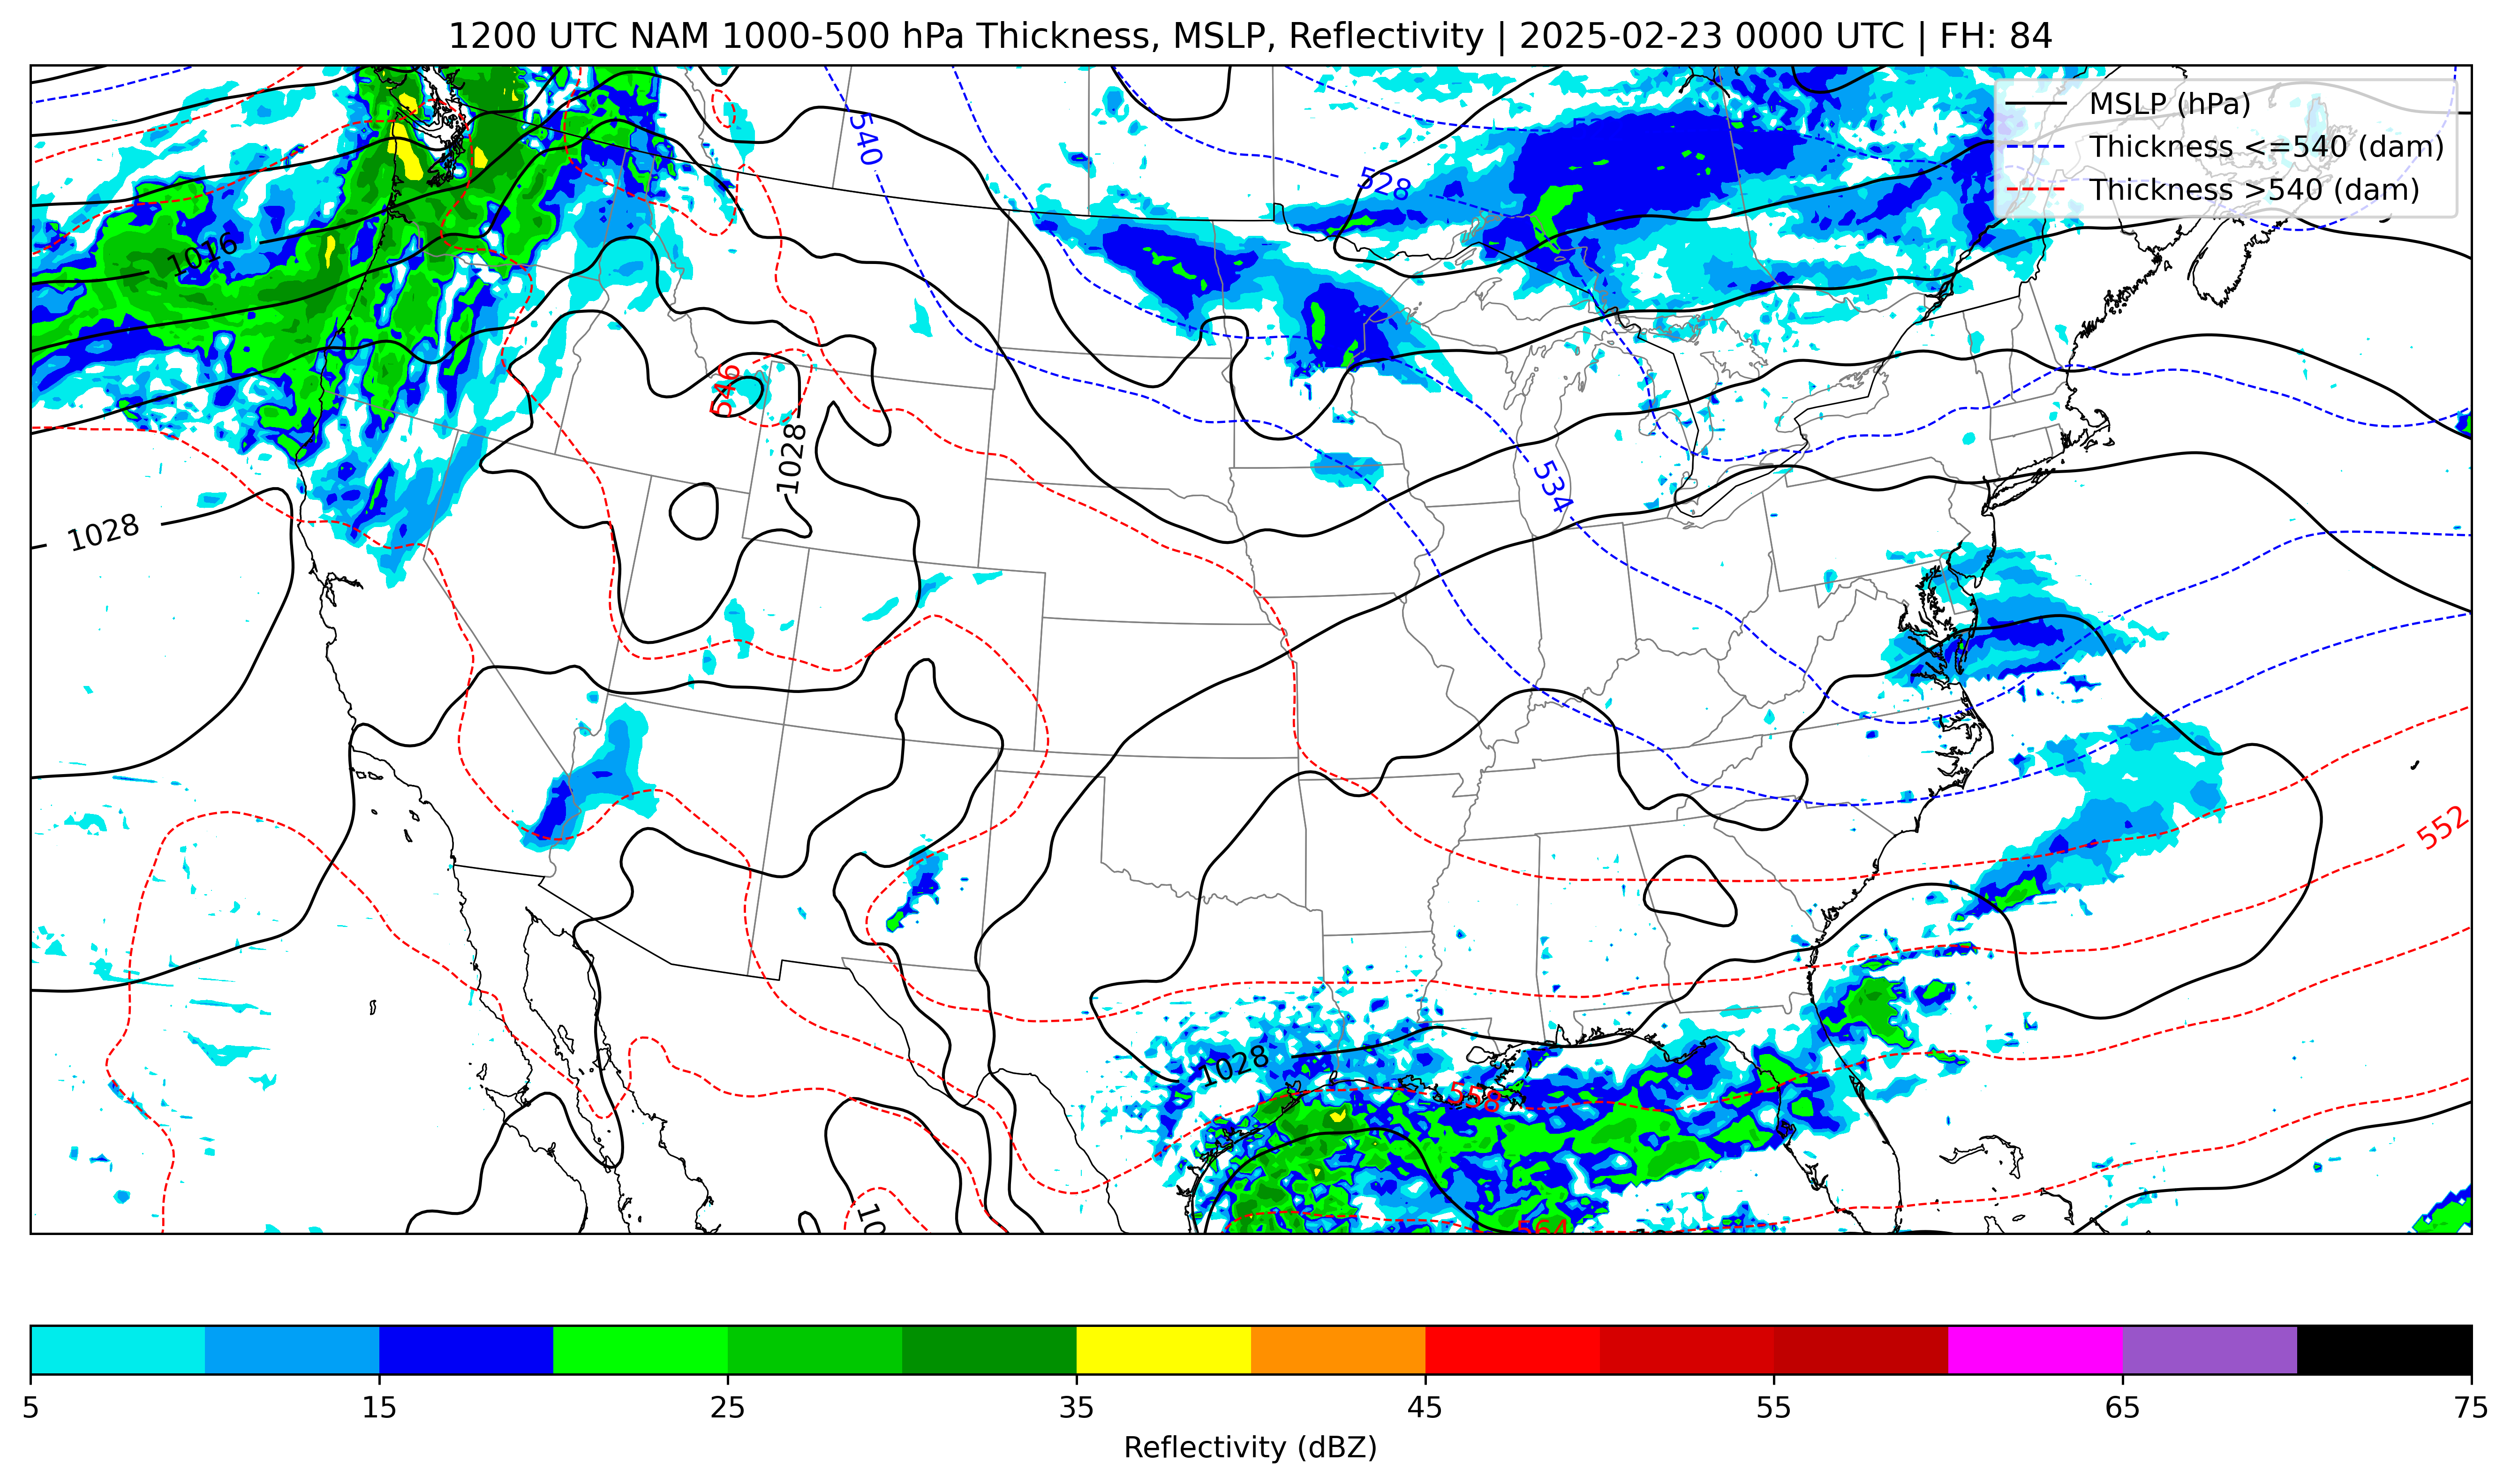 1200 UTC NAM 1000-500 hPa Thickness, MSLP, Reflectivity | 2025-02-23 0000 UTC | FH: 84
MSLP (hPa)
Thickness <=540 (dam)
Thickness >540 (dam)
540
528
1016
546
1028
534
1028
552
1028
558
564
5 15 25 35 45 55 65 75
Reflectivity (dBZ)